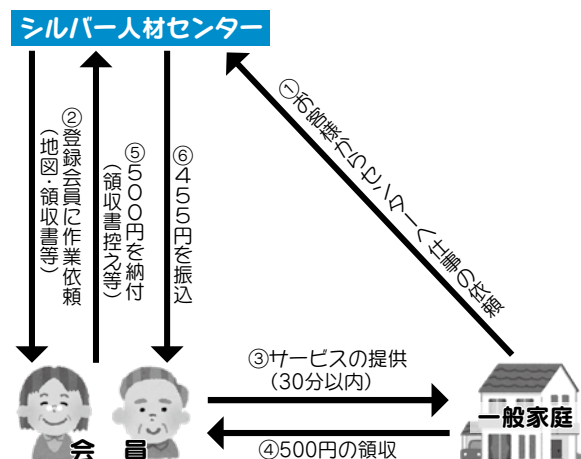 シルバー人材センター
①お客様からセンターへ仕事の依頼
②登録会員に作業依頼
(地図・領収書等)
⑤500円を納付
(領収書控え等)
⑥455円を振込
③サービスの提供
(30分以内)
④500円の領収
会員
一般家庭